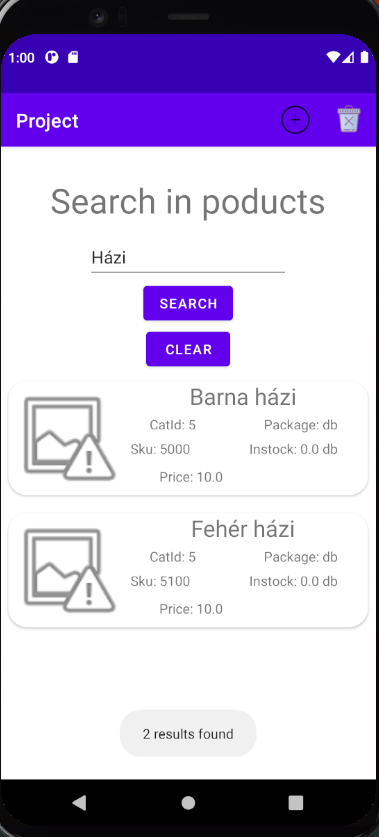 1:00
Project
Search in poducts
Házi
SEARCH
CLEAR
Barna házi
CatId: 5 Package: db
Sku: 5000 Instock: 0.0 db
Price: 10.0
Fehér házi
CatId: 5 Package: db
Sku: 5100 Instock: 0.0 db
Price: 10.0
2 results found